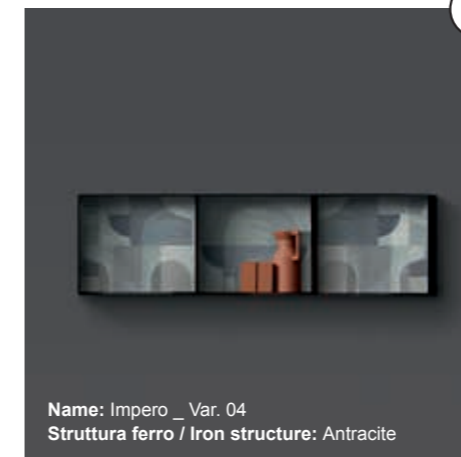 Name: Impero _ Var. 04
Struttura ferro / Iron structure: Antracite